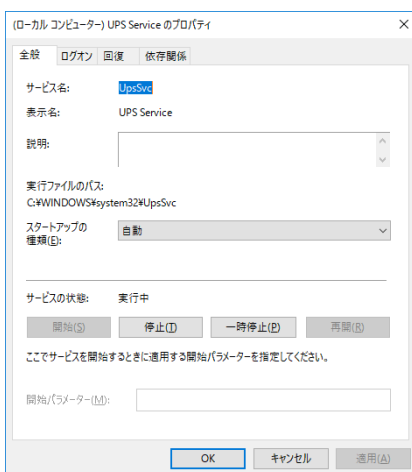 (ローカル コンピューター) UPS Service のプロパティ
全般 ログオン 回復 依存関係
サービス名: UpsSvc
表示名: UPS Service
説明:
実行ファイルのパス:
C:¥WINDOWS¥system32¥UpsSvc
スタートアップの
種類(E): 自動
サービスの状態: 実行中
開始(S) 停止(T) 一時停止(P) 再開(R)
ここでサービスを開始するときに適用する開始パラメーターを指定してください。
開始パラメーター(M):
OK キャンセル 適用(A)